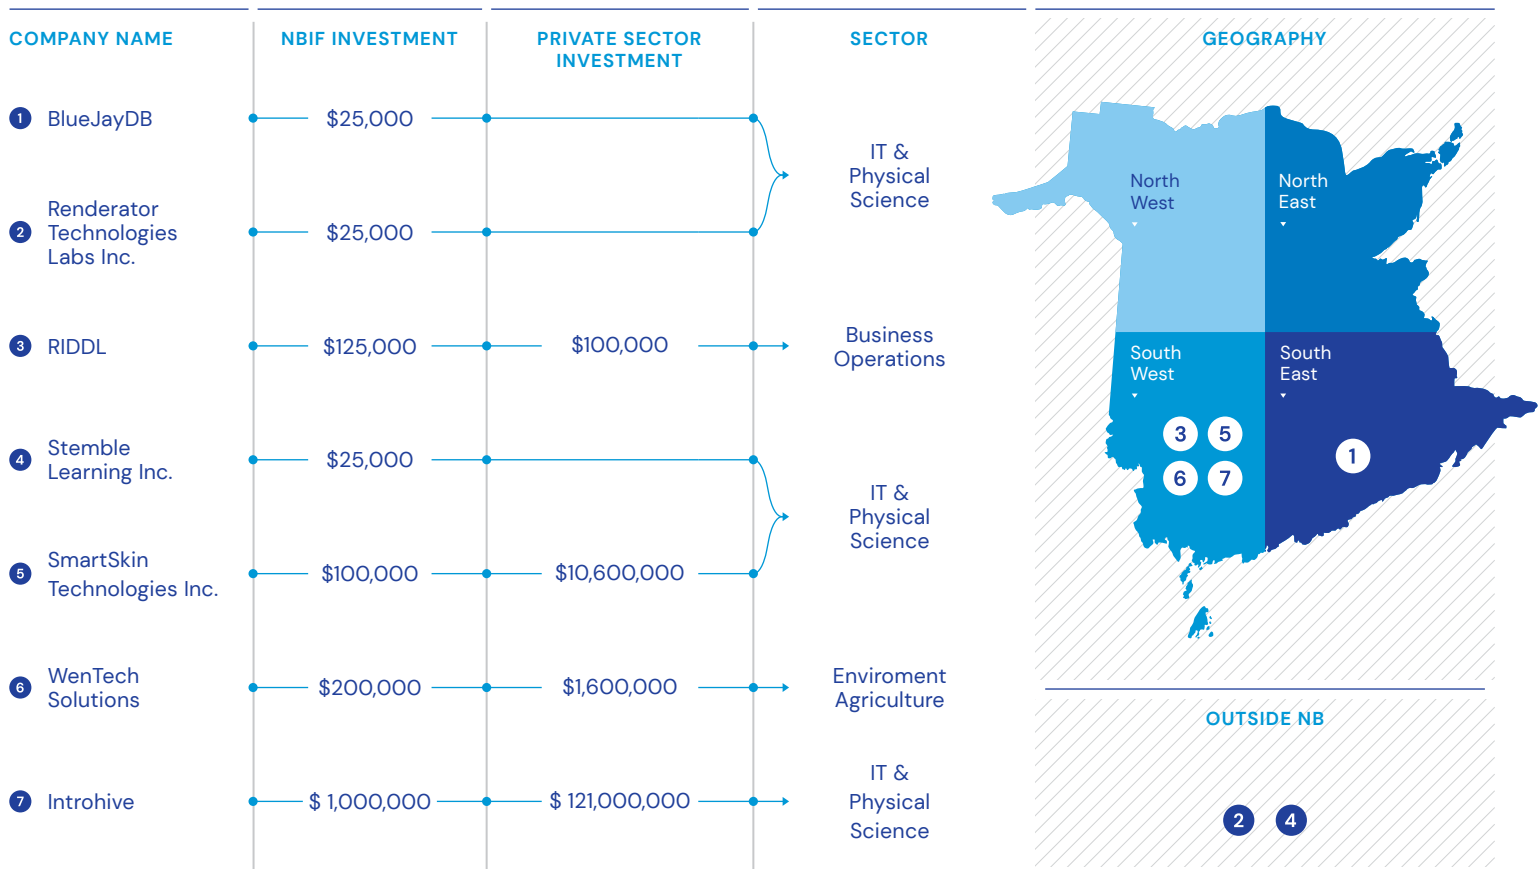 COMPANY NAME
NBIF INVESTMENT
PRIVATE SECTOR
INVESTMENT
SECTOR
GEOGRAPHY
1 BlueJayDB
$25,000
2 Renderator
Technologies
Labs Inc.
$25,000
IT &
Physical
Science
3 RIDDL
$125,000
$100,000
Business
Operations
4 Stemble
Learning Inc.
$25,000
5 SmartSkin
Technologies Inc.
$100,000
$10,600,000
IT &
Physical
Science
6 WenTech
Solutions
$200,000
$1,600,000
Enviroment
Agriculture
7 Introhive
$ 1,000,000
$ 121,000,000
IT &
Physical
Science
North
West
North
East
South
West
3 5
6 7
South
East
1
OUTSIDE NB
2 4